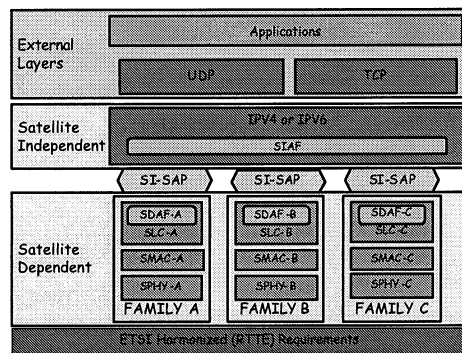 External
Layers
Applications
UDP
TCP
Satellite
Independent
IPV4 or IPV6
SIAF
SI-SAP
SI-SAP
SI-SAP
Satellite
Dependent
SDAF-A
SLC-A
SMAC-A
SPHY-A
FAMILY A
SDAF-B
SLC-B
SMAC-B
SPHY-B
FAMILY B
SDAF-C
SLC-C
SMAC-C
SPHY-C
FAMILY C
ETSI Harmonized (RTTE) Requirements